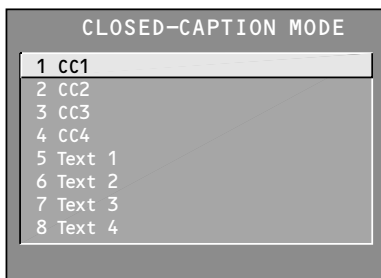 CLOSED-CAPTION MODE
1 CC1
2 CC2
3 CC3
4 CC4
5 Text 1
6 Text 2
7 Text 3
8 Text 4